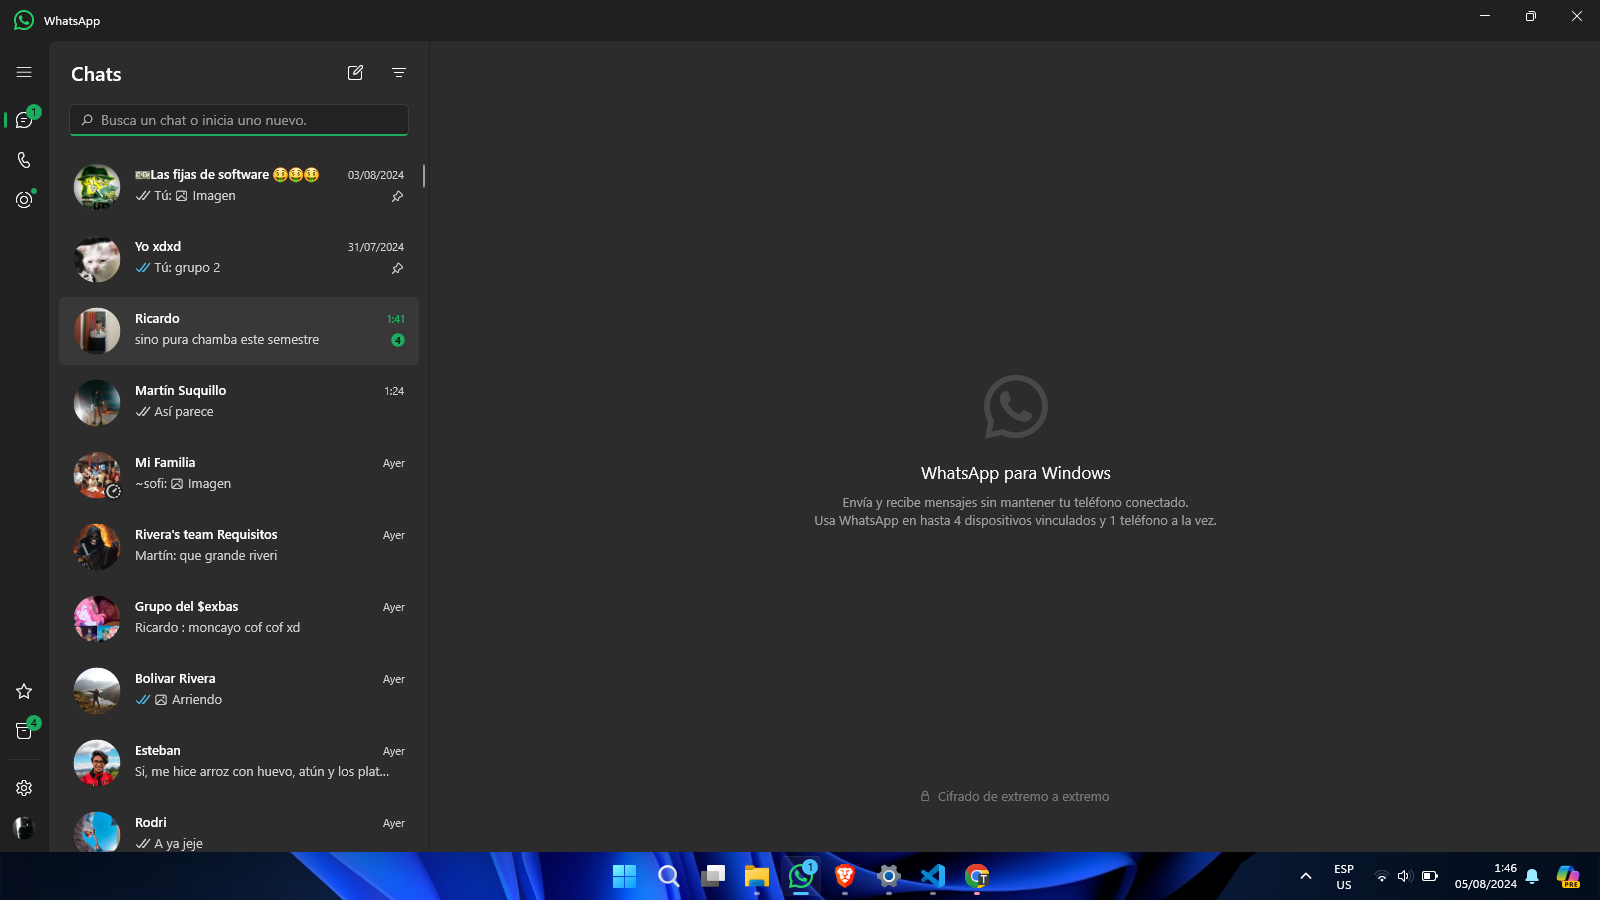 WhatsApp
Chats
1
Busca un chat o inicia uno nuevo.
💵Las fijas de software 🤑🤑🤑 03/08/2024
Tú: Imagen
Yo xdxd 31/07/2024
Tú: grupo 2
Ricardo 1:41
sino pura chamba este semestre 4
Martín Suquillo 1:24
Así parece
Mi Familia Ayer
~sofi: Imagen
Rivera's team Requisitos Ayer
Martín: que grande riveri
Grupo del $exbas Ayer
Ricardo : moncayo cof cof xd
Bolivar Rivera Ayer
Arriendo
4
Esteban Ayer
Si, me hice arroz con huevo, atún y los plat...
Rodri Ayer
A ya jeje
WhatsApp para Windows
Envía y recibe mensajes sin mantener tu teléfono conectado.
Usa WhatsApp en hasta 4 dispositivos vinculados y 1 teléfono a la vez.
Cifrado de extremo a extremo
1
T
ESP
US
1:46
05/08/2024
PRE